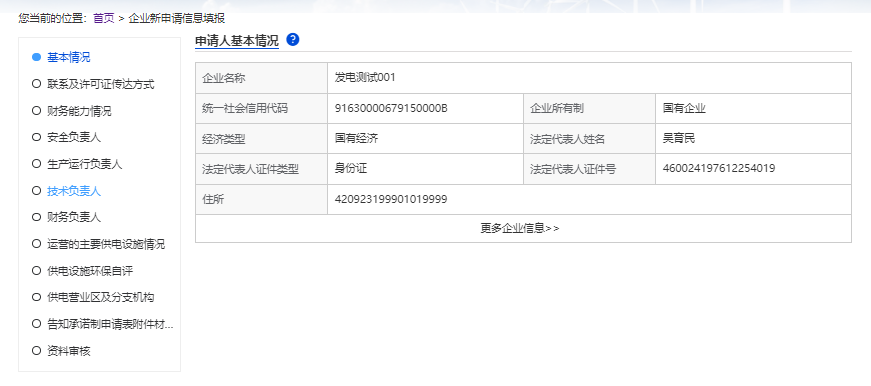 您当前的位置：首页 > 企业新申请信息填报
基本情况
联系及许可证传达方式
财务能力情况
安全负责人
生产运行负责人
技术负责人
财务负责人
运营的主要供电设施情况
供电设施环保自评
供电营业区及分支机构
告知承诺制申请表附件材...
资料审核
申请人基本情况 ?
企业名称 发电测试001
统一社会信用代码 91630000679150000B 企业所有制 国有企业
经济类型 国有经济 法定代表人姓名 吴育民
法定代表人证件类型 身份证 法定代表人证件号 460024197612254019
住所 420923199901019999
更多企业信息>>